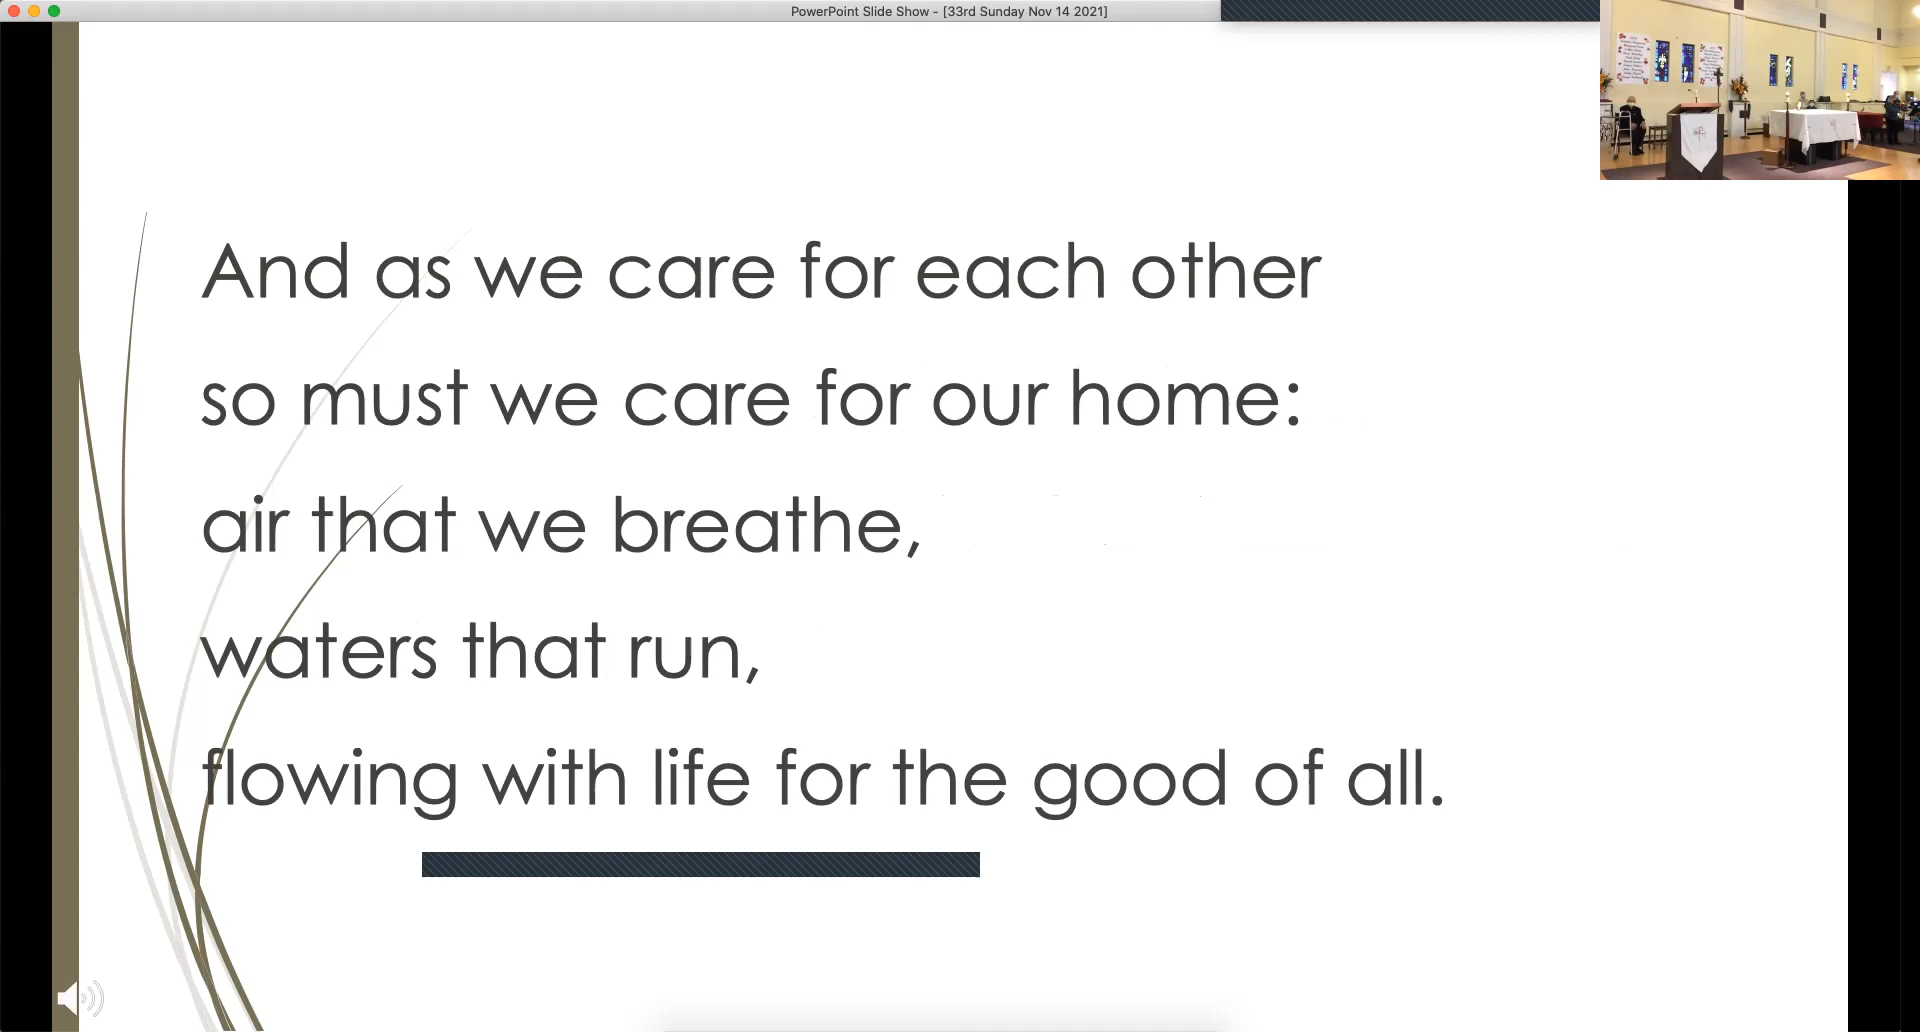 PowerPoint Slide Show - [33rd Sunday Nov 14 2021]
And as we care for each other
so must we care for our home:
air that we breathe,
waters that run,
flowing with life for the good of all.